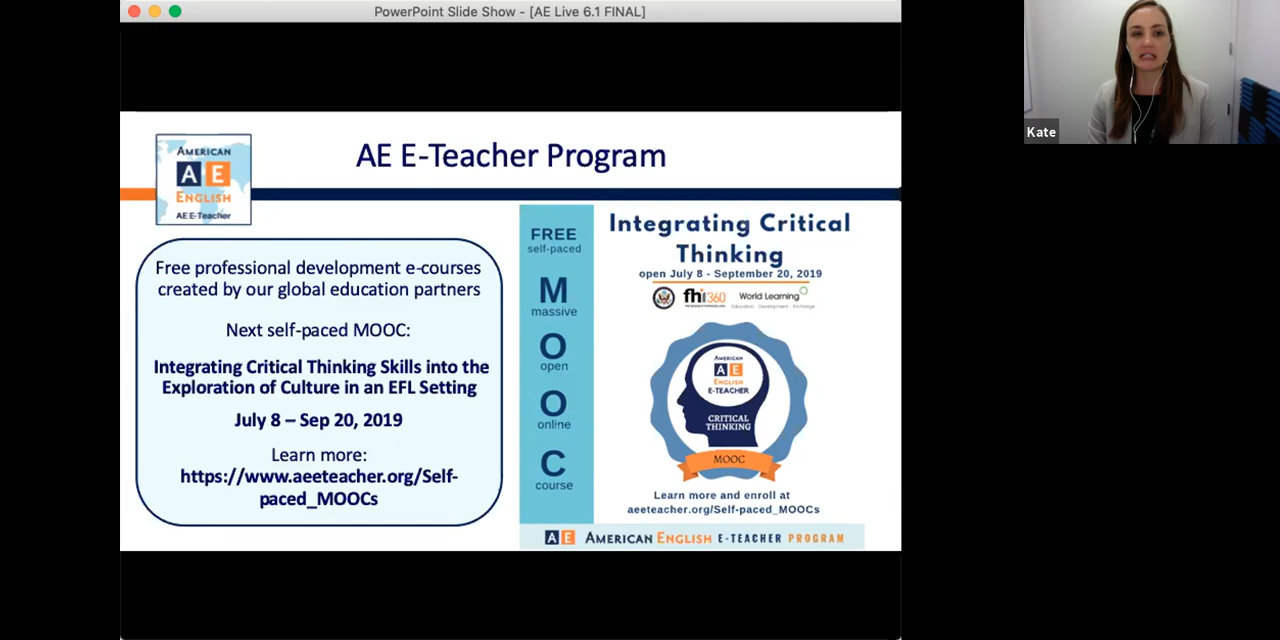 PowerPoint Slide Show - [AE Live 6.1 FINAL]
Kate
AMERICAN
A E
ENGLISH
AE E-Teacher
AE E-Teacher Program
Free professional development e-courses
created by our global education partners
Next self-paced MOOC:
Integrating Critical Thinking Skills into the
Exploration of Culture in an EFL Setting
July 8 – Sep 20, 2019
Learn more:
https://www.aeeteacher.org/Self-
paced_MOOCs
FREE
self-paced
M
massive
O
open
O
online
C
course
Integrating Critical
Thinking
open July 8 - September 20, 2019
fhi360
World Learning
Education Development Exchange
AMERICAN
A E
ENGLISH
E-TEACHER
CRITICAL
THINKING
MOOC
Learn more and enroll at
aeeteacher.org/Self-paced_MOOCs
A E AMERICAN ENGLISH E-TEACHER PROGRAM